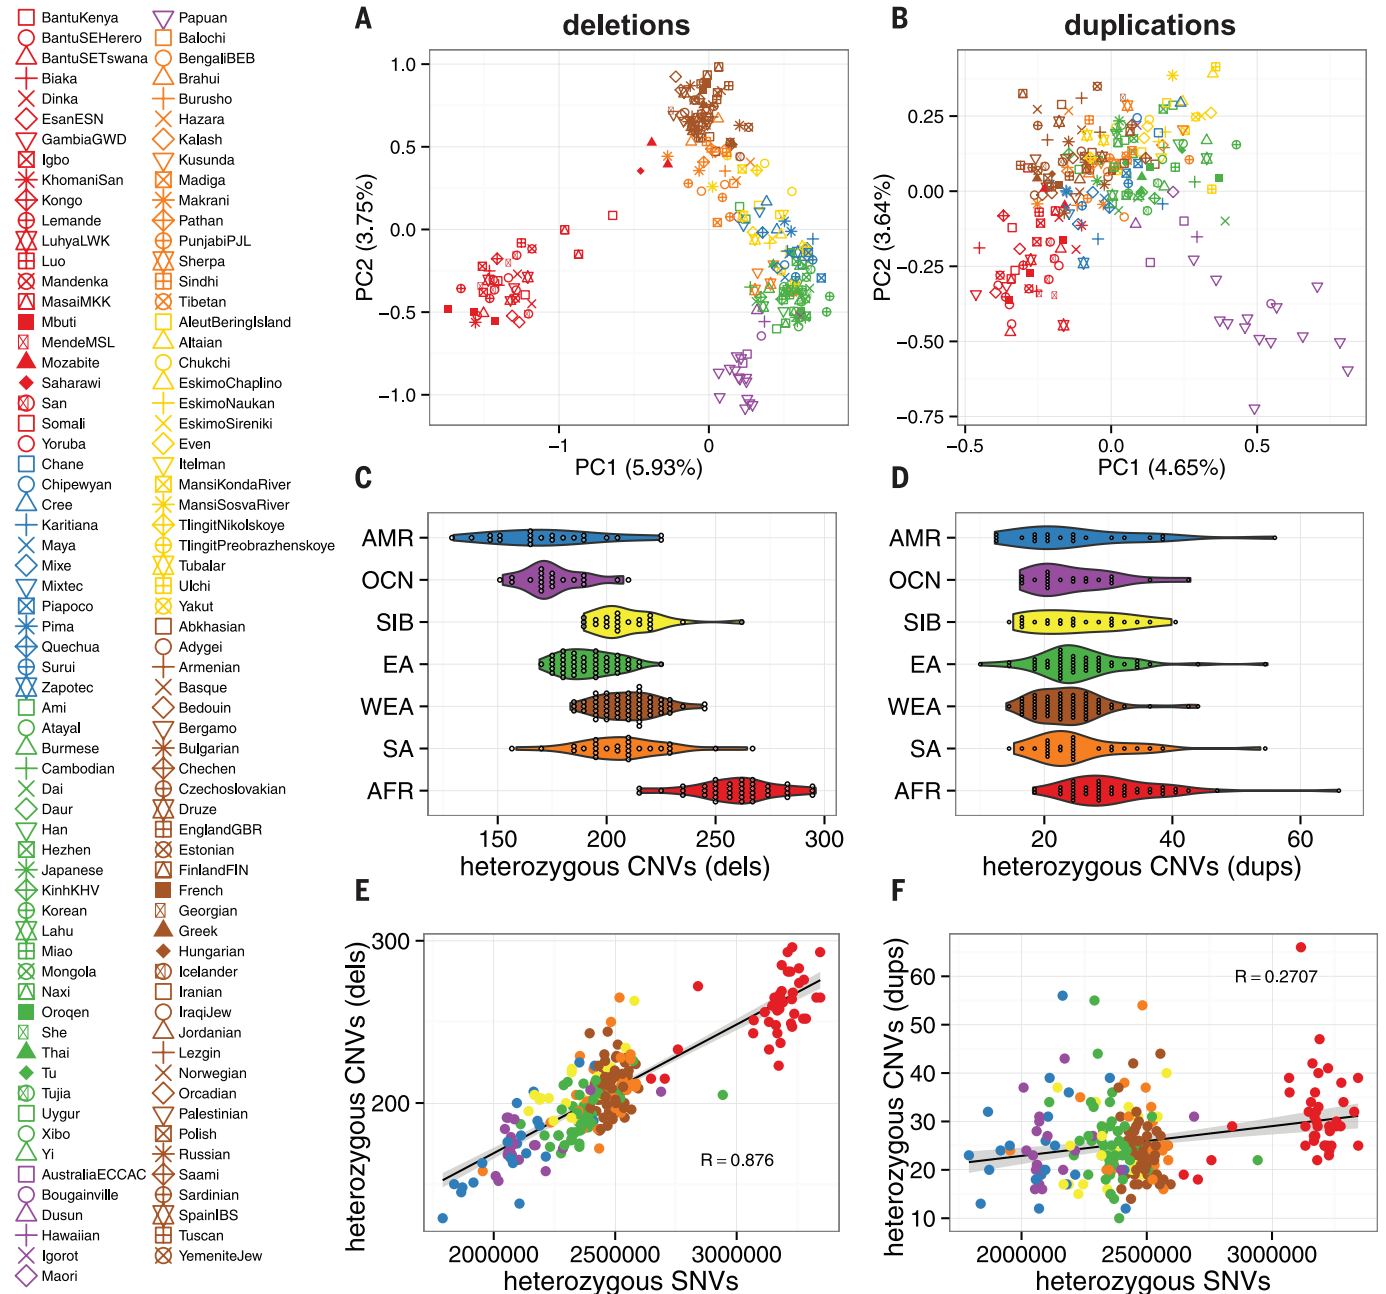 BantuKenya
BantuSEHerero
BantuSETswana
Biaka
Dinka
EsanESN
GambiaGWD
Igbo
KhomaniSan
Kongo
Lemande
LuhyaLWK
Luo
Mandenka
MasaiMKK
Mbuti
MendeMSL
Mozabite
Saharawi
San
Somali
Yoruba
Chane
Chipewyan
Cree
Karitiana
Maya
Mixe
Mixtec
Piapoco
Pima
Quechua
Surui
Zapotec
Ami
Atayal
Burmese
Cambodian
Dai
Daur
Han
Hezhen
Japanese
KinhKHV
Korean
Lahu
Miao
Mongola
Naxi
Oroqen
She
Thai
Tu
Tujia
Uygur
Xibo
Yi
AustraliaECCAC
Bougainville
Dusun
Hawaiian
Igorot
Maori
Papuan
Balochi
BengaliBEB
Brahui
Burusho
Hazara
Kalash
Kusunda
Madiga
Makrani
Pathan
PunjabiPJL
Sherpa
Sindhi
Tibetan
AleutBeringIsland
Altaian
Chukchi
EskimoChaplino
EskimoNaukan
EskimoSireniki
Even
Itelman
MansiKondaRiver
MansiSosvaRiver
TlingitNikolskoye
TlingitPreobrazhenskoye
Tubalar
Ulchi
Yakut
Abkhasian
Adygei
Armenian
Basque
Bedouin
Bergamo
Bulgarian
Chechen
Czechoslovakian
Druze
EnglandGBR
Estonian
FinlandFIN
French
Georgian
Greek
Hungarian
Icelander
Iranian
IraqiJew
Jordanian
Lezgin
Norwegian
Orcadian
Palestinian
Polish
Russian
Saami
Sardinian
SpainIBS
Tuscan
YemeniteJew
A
deletions
PC2 (3.75%)
1.0
0.5
0.0
−0.5
−1.0
−1
0
PC1 (5.93%)
B
duplications
PC2 (3.64%)
0.25
0.00
−0.25
−0.50
−0.75
−0.5
0.0
0.5
PC1 (4.65%)
C
AMR
OCN
SIB
EA
WEA
SA
AFR
150
200
250
300
heterozygous CNVs (dels)
D
AMR
OCN
SIB
EA
WEA
SA
AFR
20
40
60
heterozygous CNVs (dups)
E
heterozygous CNVs (dels)
300
200
R = 0.876
2000000
2500000
3000000
heterozygous SNVs
F
heterozygous CNVs (dups)
60
50
40
30
20
10
R = 0.2707
2000000
2500000
3000000
heterozygous SNVs